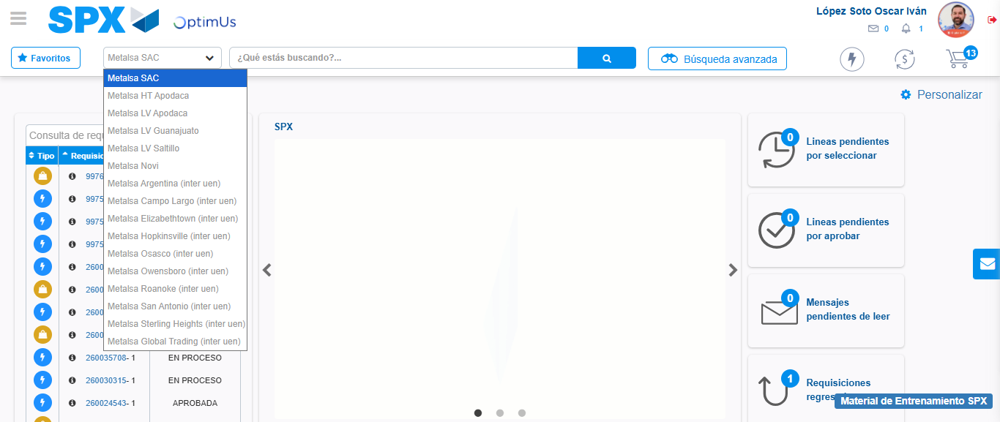 SPX OptimUs
López Soto Oscar Iván
0 1
Favoritos
Metalsa SAC
¿Qué estás buscando?...
Búsqueda avanzada
13
Metalsa SAC
Metalsa HT Apodaca
Metalsa LV Apodaca
Metalsa LV Guanajuato
Metalsa LV Saltillo
Metalsa Novi
Metalsa Argentina (inter uen)
Metalsa Campo Largo (inter uen)
Metalsa Elizabethtown (inter uen)
Metalsa Hopkinsville (inter uen)
Metalsa Osasco (inter uen)
Metalsa Owensboro (inter uen)
Metalsa Roanoke (inter uen)
Metalsa San Antonio (inter uen)
Metalsa Sterling Heights (inter uen)
Metalsa Global Trading (inter uen)
Personalizar
Consulta de requ
Tipo Requisic
9976
9975
9975
9975
2600
2600
2600
2600
260035708- 1 EN PROCESO
260030315- 1 EN PROCESO
260024543- 1 APROBADA
SPX
0
Lineas pendientes
por seleccionar
0
Lineas pendientes
por aprobar
0
Mensajes
pendientes de leer
1
Requisiciones
regres
Material de Entrenamiento SPX